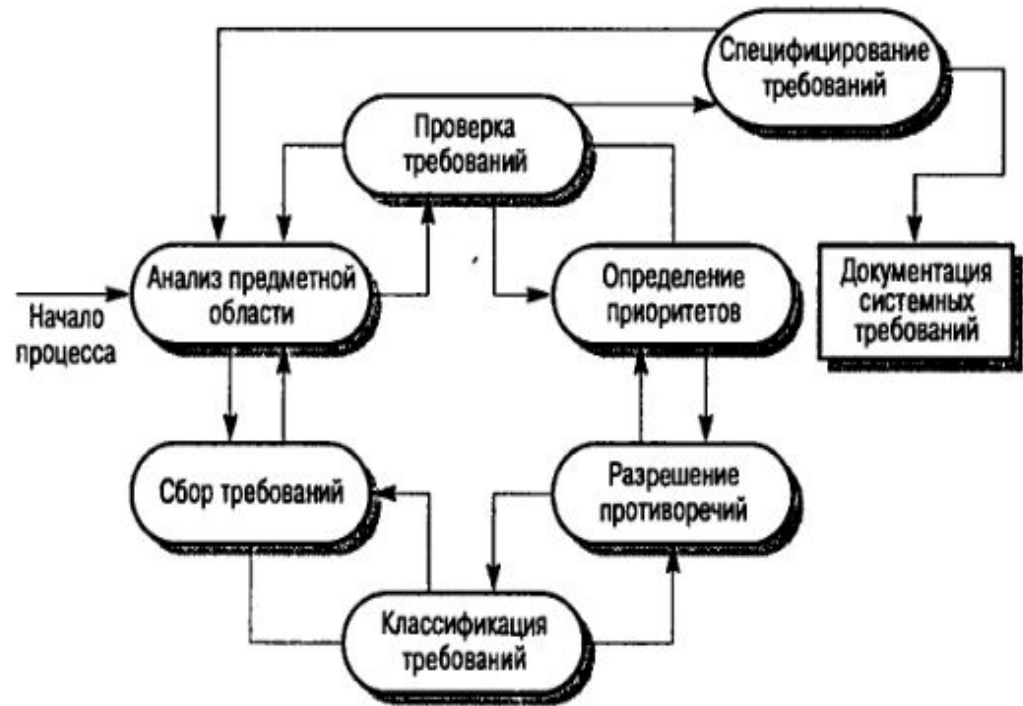 Специфицирование
требований
Проверка
требований
Анализ предметной
области
Определение
приоритетов
Документация
системных
требований
Начало
процесса
Сбор требований
Разрешение
противоречий
Классификация
требований